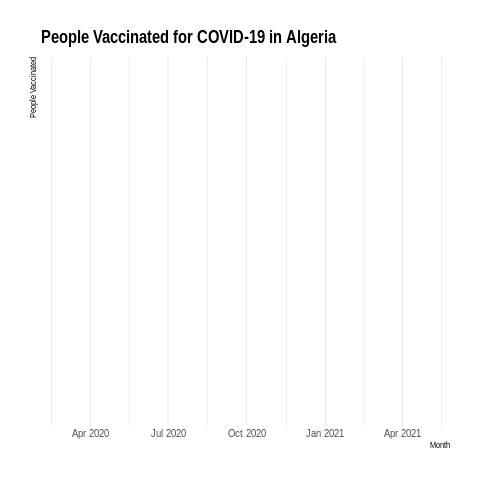 People Vaccinated for COVID-19 in Algeria
People Vaccinated
Apr 2020 Jul 2020 Oct 2020 Jan 2021 Apr 2021
Month